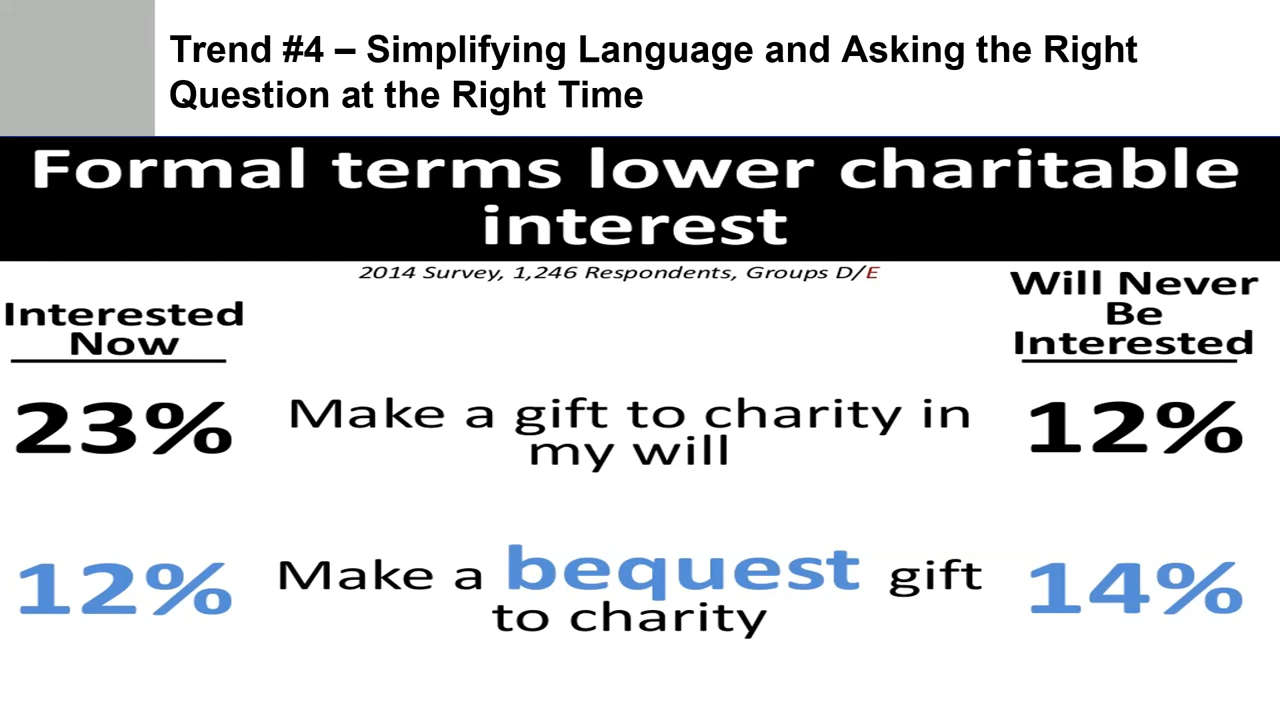 Trend #4 – Simplifying Language and Asking the Right
Question at the Right Time
Formal terms lower charitable
interest
2014 Survey, 1,246 Respondents, Groups D/E
Interested
Now
Will Never
Be
Interested
23%
Make a gift to charity in
my will
12%
12%
Make a bequest gift
to charity
14%